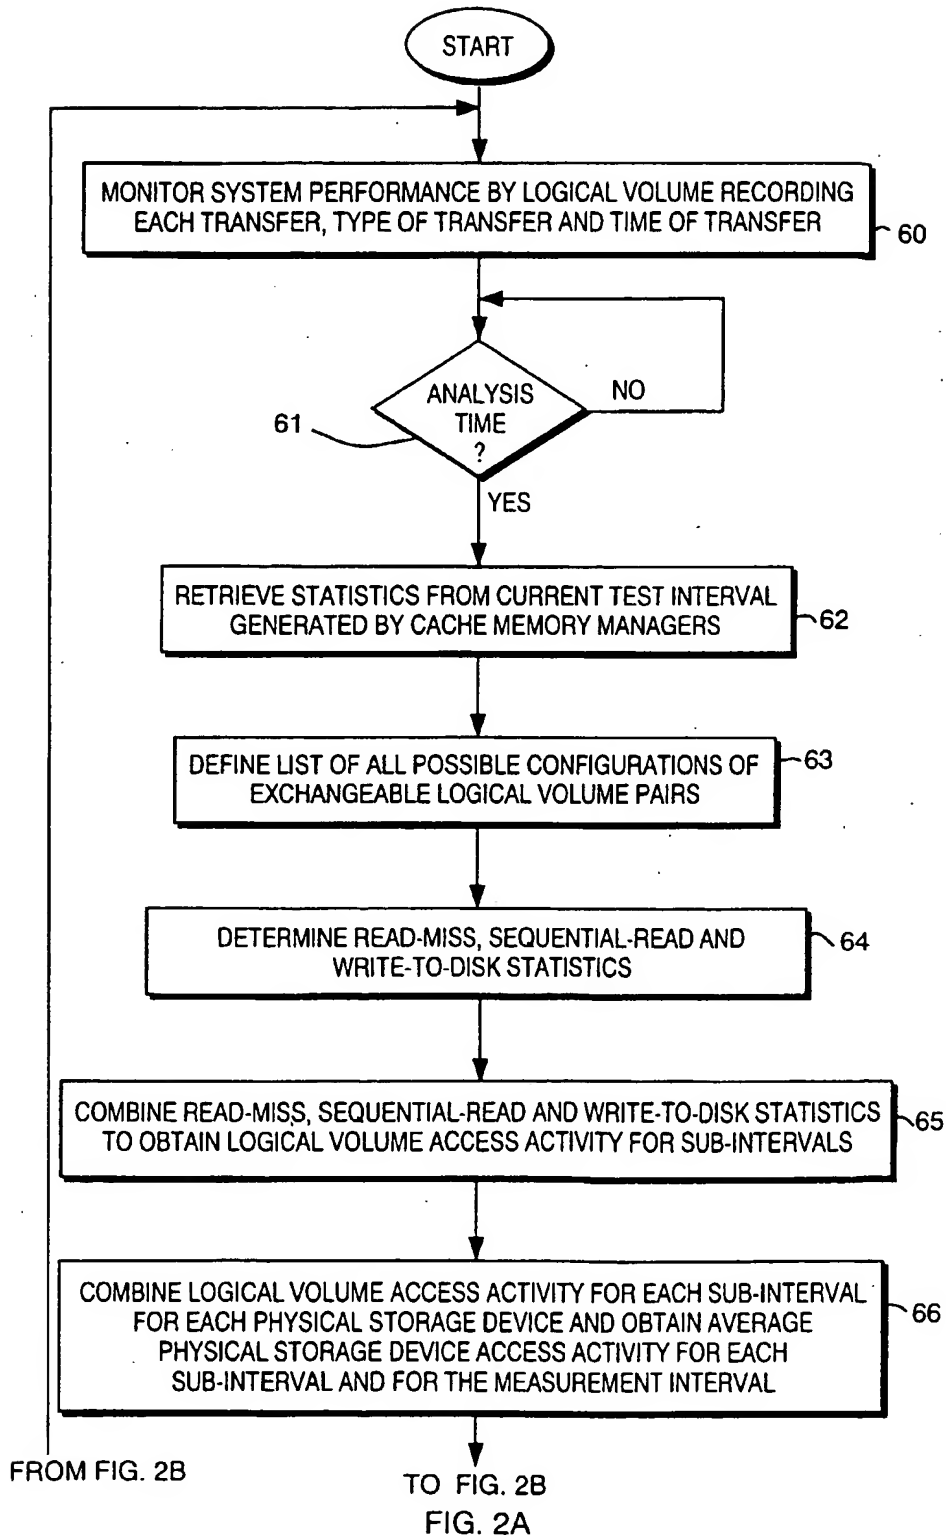 START
MONITOR SYSTEM PERFORMANCE BY LOGICAL VOLUME RECORDING
EACH TRANSFER, TYPE OF TRANSFER AND TIME OF TRANSFER
60
ANALYSIS
TIME
?
NO
61
YES
RETRIEVE STATISTICS FROM CURRENT TEST INTERVAL
GENERATED BY CACHE MEMORY MANAGERS
62
DEFINE LIST OF ALL POSSIBLE CONFIGURATIONS OF
EXCHANGEABLE LOGICAL VOLUME PAIRS
63
DETERMINE READ-MISS, SEQUENTIAL-READ AND
WRITE-TO-DISK STATISTICS
64
COMBINE READ-MISS, SEQUENTIAL-READ AND WRITE-TO-DISK STATISTICS
TO OBTAIN LOGICAL VOLUME ACCESS ACTIVITY FOR SUB-INTERVALS
65
COMBINE LOGICAL VOLUME ACCESS ACTIVITY FOR EACH SUB-INTERVAL
FOR EACH PHYSICAL STORAGE DEVICE AND OBTAIN AVERAGE
PHYSICAL STORAGE DEVICE ACCESS ACTIVITY FOR EACH
SUB-INTERVAL AND FOR THE MEASUREMENT INTERVAL
66
FROM FIG. 2B
TO FIG. 2B
FIG. 2A